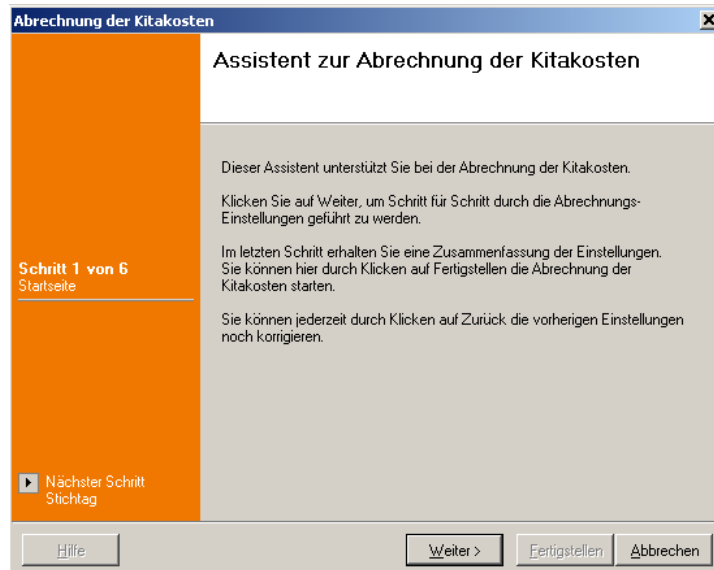 Abrechnung der Kitakosten
Assistent zur Abrechnung der Kitakosten
Dieser Assistent unterstützt Sie bei der Abrechnung der Kitakosten.
Klicken Sie auf Weiter, um Schritt für Schritt durch die Abrechnungs-
Einstellungen geführt zu werden.
Im letzten Schritt erhalten Sie eine Zusammenfassung der Einstellungen.
Sie können hier durch Klicken auf Fertigstellen die Abrechnung der
Kitakosten starten.
Sie können jederzeit durch Klicken auf Zurück die vorherigen Einstellungen
noch korrigieren.
Schritt 1 von 6
Startseite
Nächster Schritt
Stichtag
Hilfe
Weiter >
Fertigstellen
Abbrechen